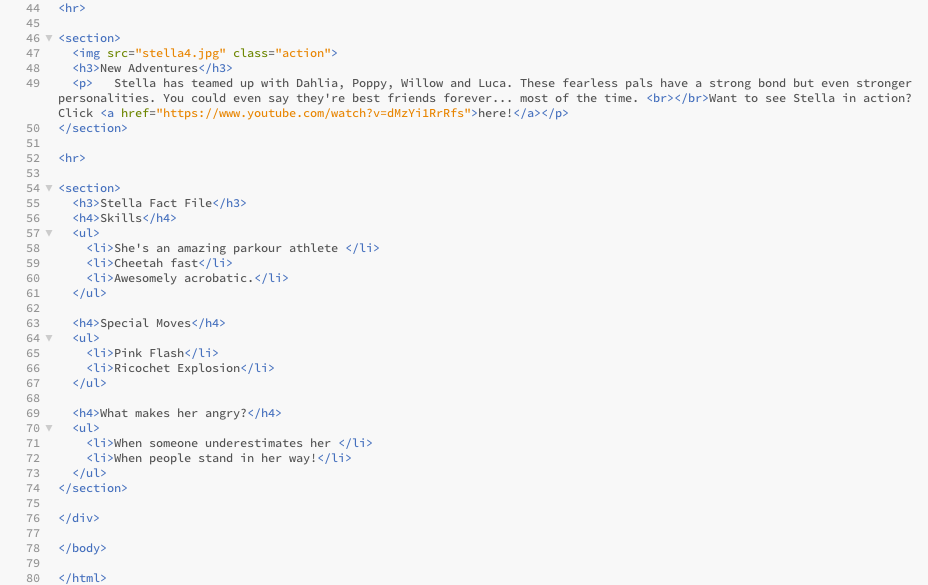 44 <hr>
45
46 <section>
47 <img src="stella4.jpg" class="action">
48 <h3>New Adventures</h3>
49 <p>   Stella has teamed up with Dahlia, Poppy, Willow and Luca. These fearless pals have a strong bond but even stronger
personalities. You could even say they're best friends forever... most of the time. <br></br>Want to see Stella in action?
Click <a href="https://www.youtube.com/watch?v=dMzYi1RrRfs">here!</a></p>
50 </section>
51
52 <hr>
53
54 <section>
55 <h3>Stella Fact File</h3>
56 <h4>Skills</h4>
57 <ul>
58 <li>She's an amazing parkour athlete </li>
59 <li>Cheetah fast</li>
60 <li>Awesomely acrobatic.</li>
61 </ul>
62
63 <h4>Special Moves</h4>
64 <ul>
65 <li>Pink Flash</li>
66 <li>Ricochet Explosion</li>
67 </ul>
68
69 <h4>What makes her angry?</h4>
70 <ul>
71 <li>When someone underestimates her </li>
72 <li>When people stand in her way!</li>
73 </ul>
74 </section>
75
76 </div>
77
78 </body>
79
80 </html>